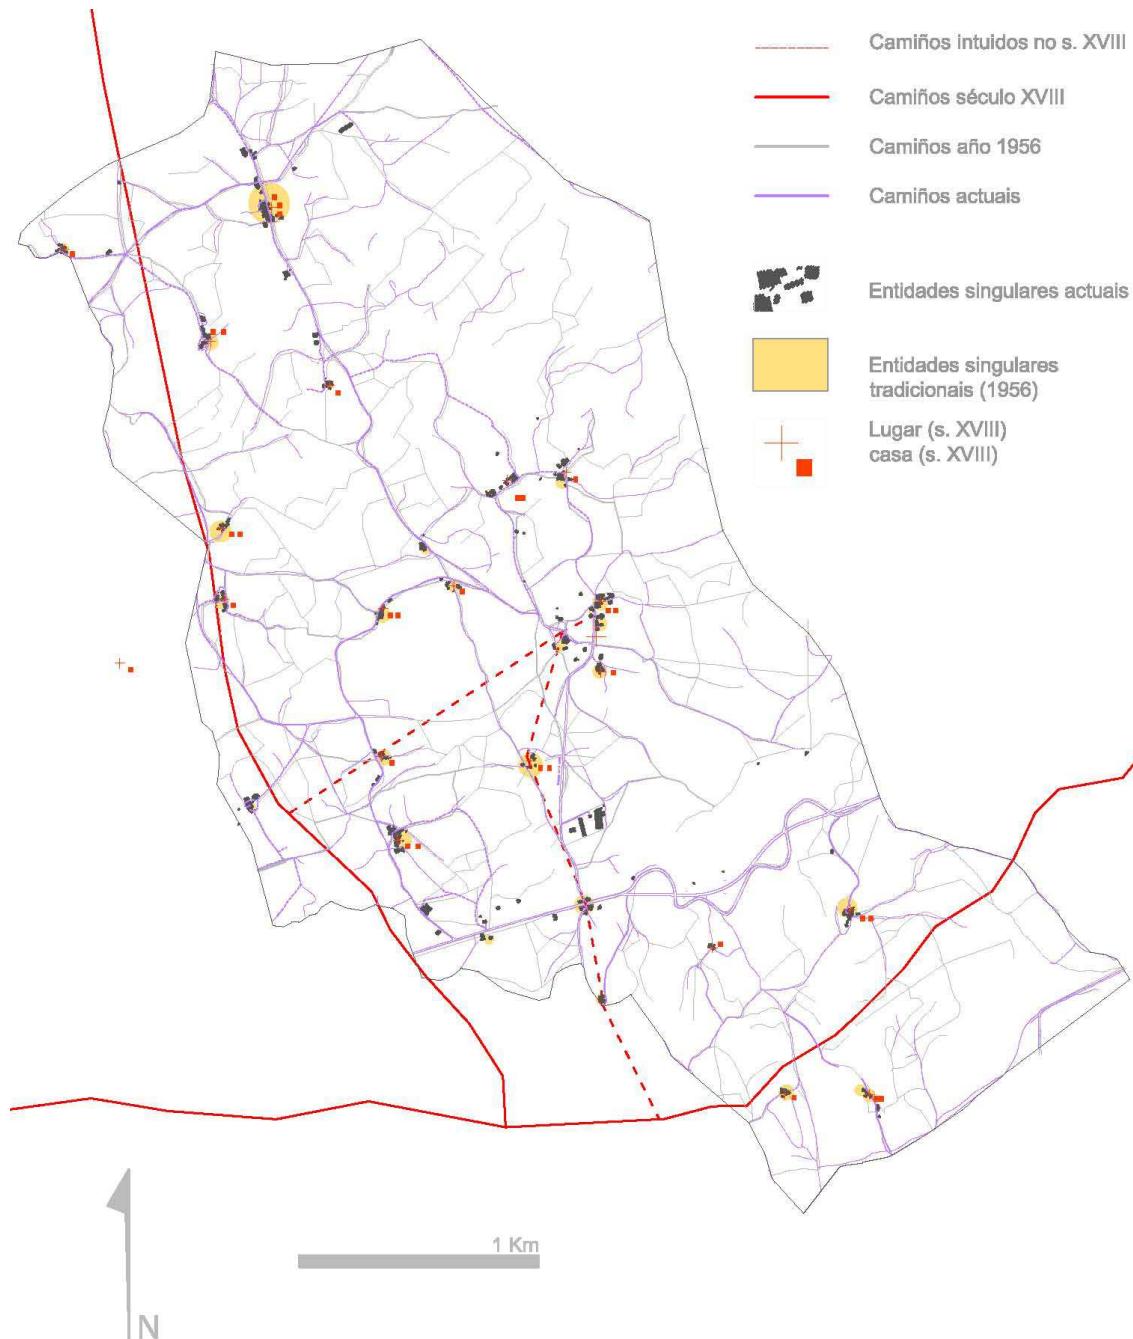 Camiños intuidos no s. XVIII
Camiños século XVIII
Camiños año 1956
Camiños actuais
Entidades singulares actuais
Entidades singulares
tradicionais (1956)
Lugar (s. XVIII)
casa (s. XVIII)
1 Km
N